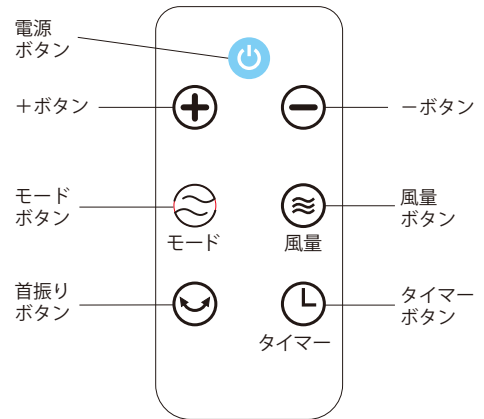 電源
ボタン
＋ボタン
－ボタン
モード
ボタン
モード
風量
風量
ボタン
首振り
ボタン
タイマー
タイマー
ボタン